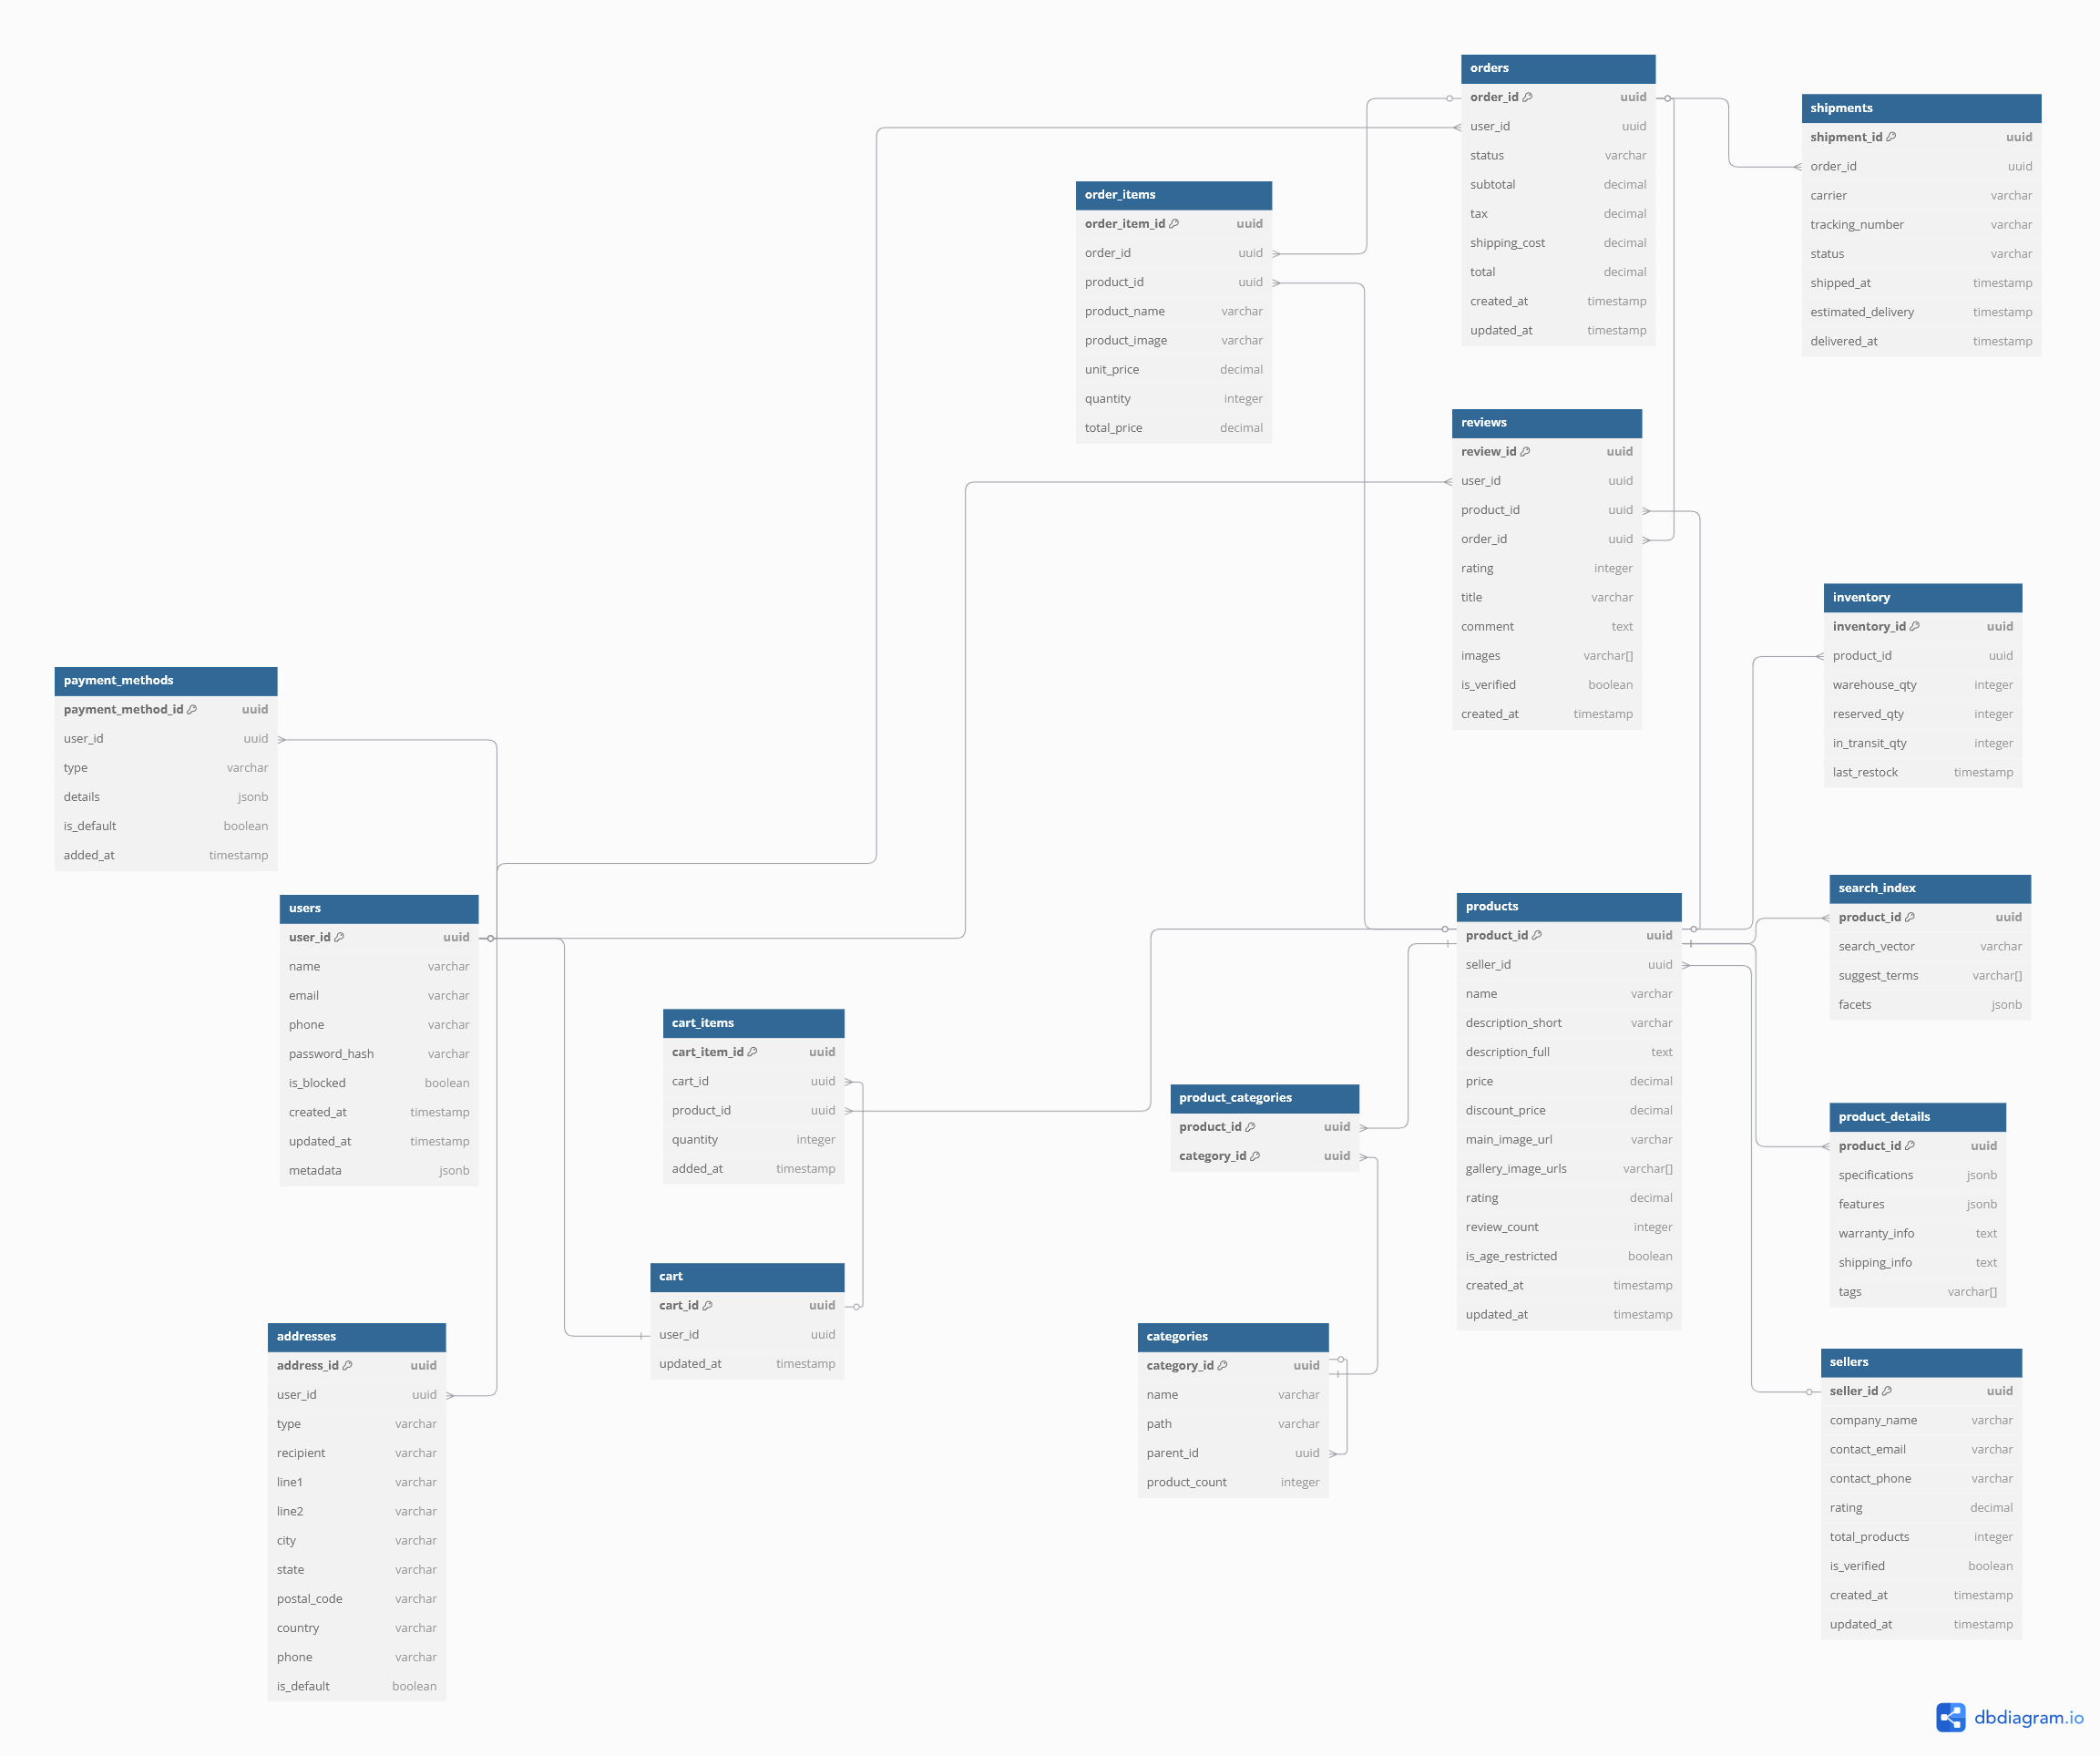 orders
order_id uuid
user_id uuid
status varchar
subtotal decimal
tax decimal
shipping_cost decimal
total decimal
created_at timestamp
updated_at timestamp
shipments
shipment_id uuid
order_id uuid
carrier varchar
tracking_number varchar
status varchar
shipped_at timestamp
estimated_delivery timestamp
delivered_at timestamp
order_items
order_item_id uuid
order_id uuid
product_id uuid
product_name varchar
product_image varchar
unit_price decimal
quantity integer
total_price decimal
reviews
review_id uuid
user_id uuid
product_id uuid
order_id uuid
rating integer
title varchar
comment text
images varchar[]
is_verified boolean
created_at timestamp
inventory
inventory_id uuid
product_id uuid
warehouse_qty integer
reserved_qty integer
in_transit_qty integer
last_restock timestamp
payment_methods
payment_method_id uuid
user_id uuid
type varchar
details jsonb
is_default boolean
added_at timestamp
users
user_id uuid
name varchar
email varchar
phone varchar
password_hash varchar
is_blocked boolean
created_at timestamp
updated_at timestamp
metadata jsonb
products
product_id uuid
seller_id uuid
name varchar
description_short varchar
description_full text
price decimal
discount_price decimal
main_image_url varchar
gallery_image_urls varchar[]
rating decimal
review_count integer
is_age_restricted boolean
created_at timestamp
updated_at timestamp
search_index
product_id uuid
search_vector varchar
suggest_terms varchar[]
facets jsonb
cart_items
cart_item_id uuid
cart_id uuid
product_id uuid
quantity integer
added_at timestamp
product_categories
product_id uuid
category_id uuid
product_details
product_id uuid
specifications jsonb
features jsonb
warranty_info text
shipping_info text
tags varchar[]
cart
cart_id uuid
user_id uuid
updated_at timestamp
addresses
address_id uuid
user_id uuid
type varchar
recipient varchar
line1 varchar
line2 varchar
city varchar
state varchar
postal_code varchar
country varchar
phone varchar
is_default boolean
categories
category_id uuid
name varchar
path varchar
parent_id uuid
product_count integer
sellers
seller_id uuid
company_name varchar
contact_email varchar
contact_phone varchar
rating decimal
total_products integer
is_verified boolean
created_at timestamp
updated_at timestamp
dbdiagram.io